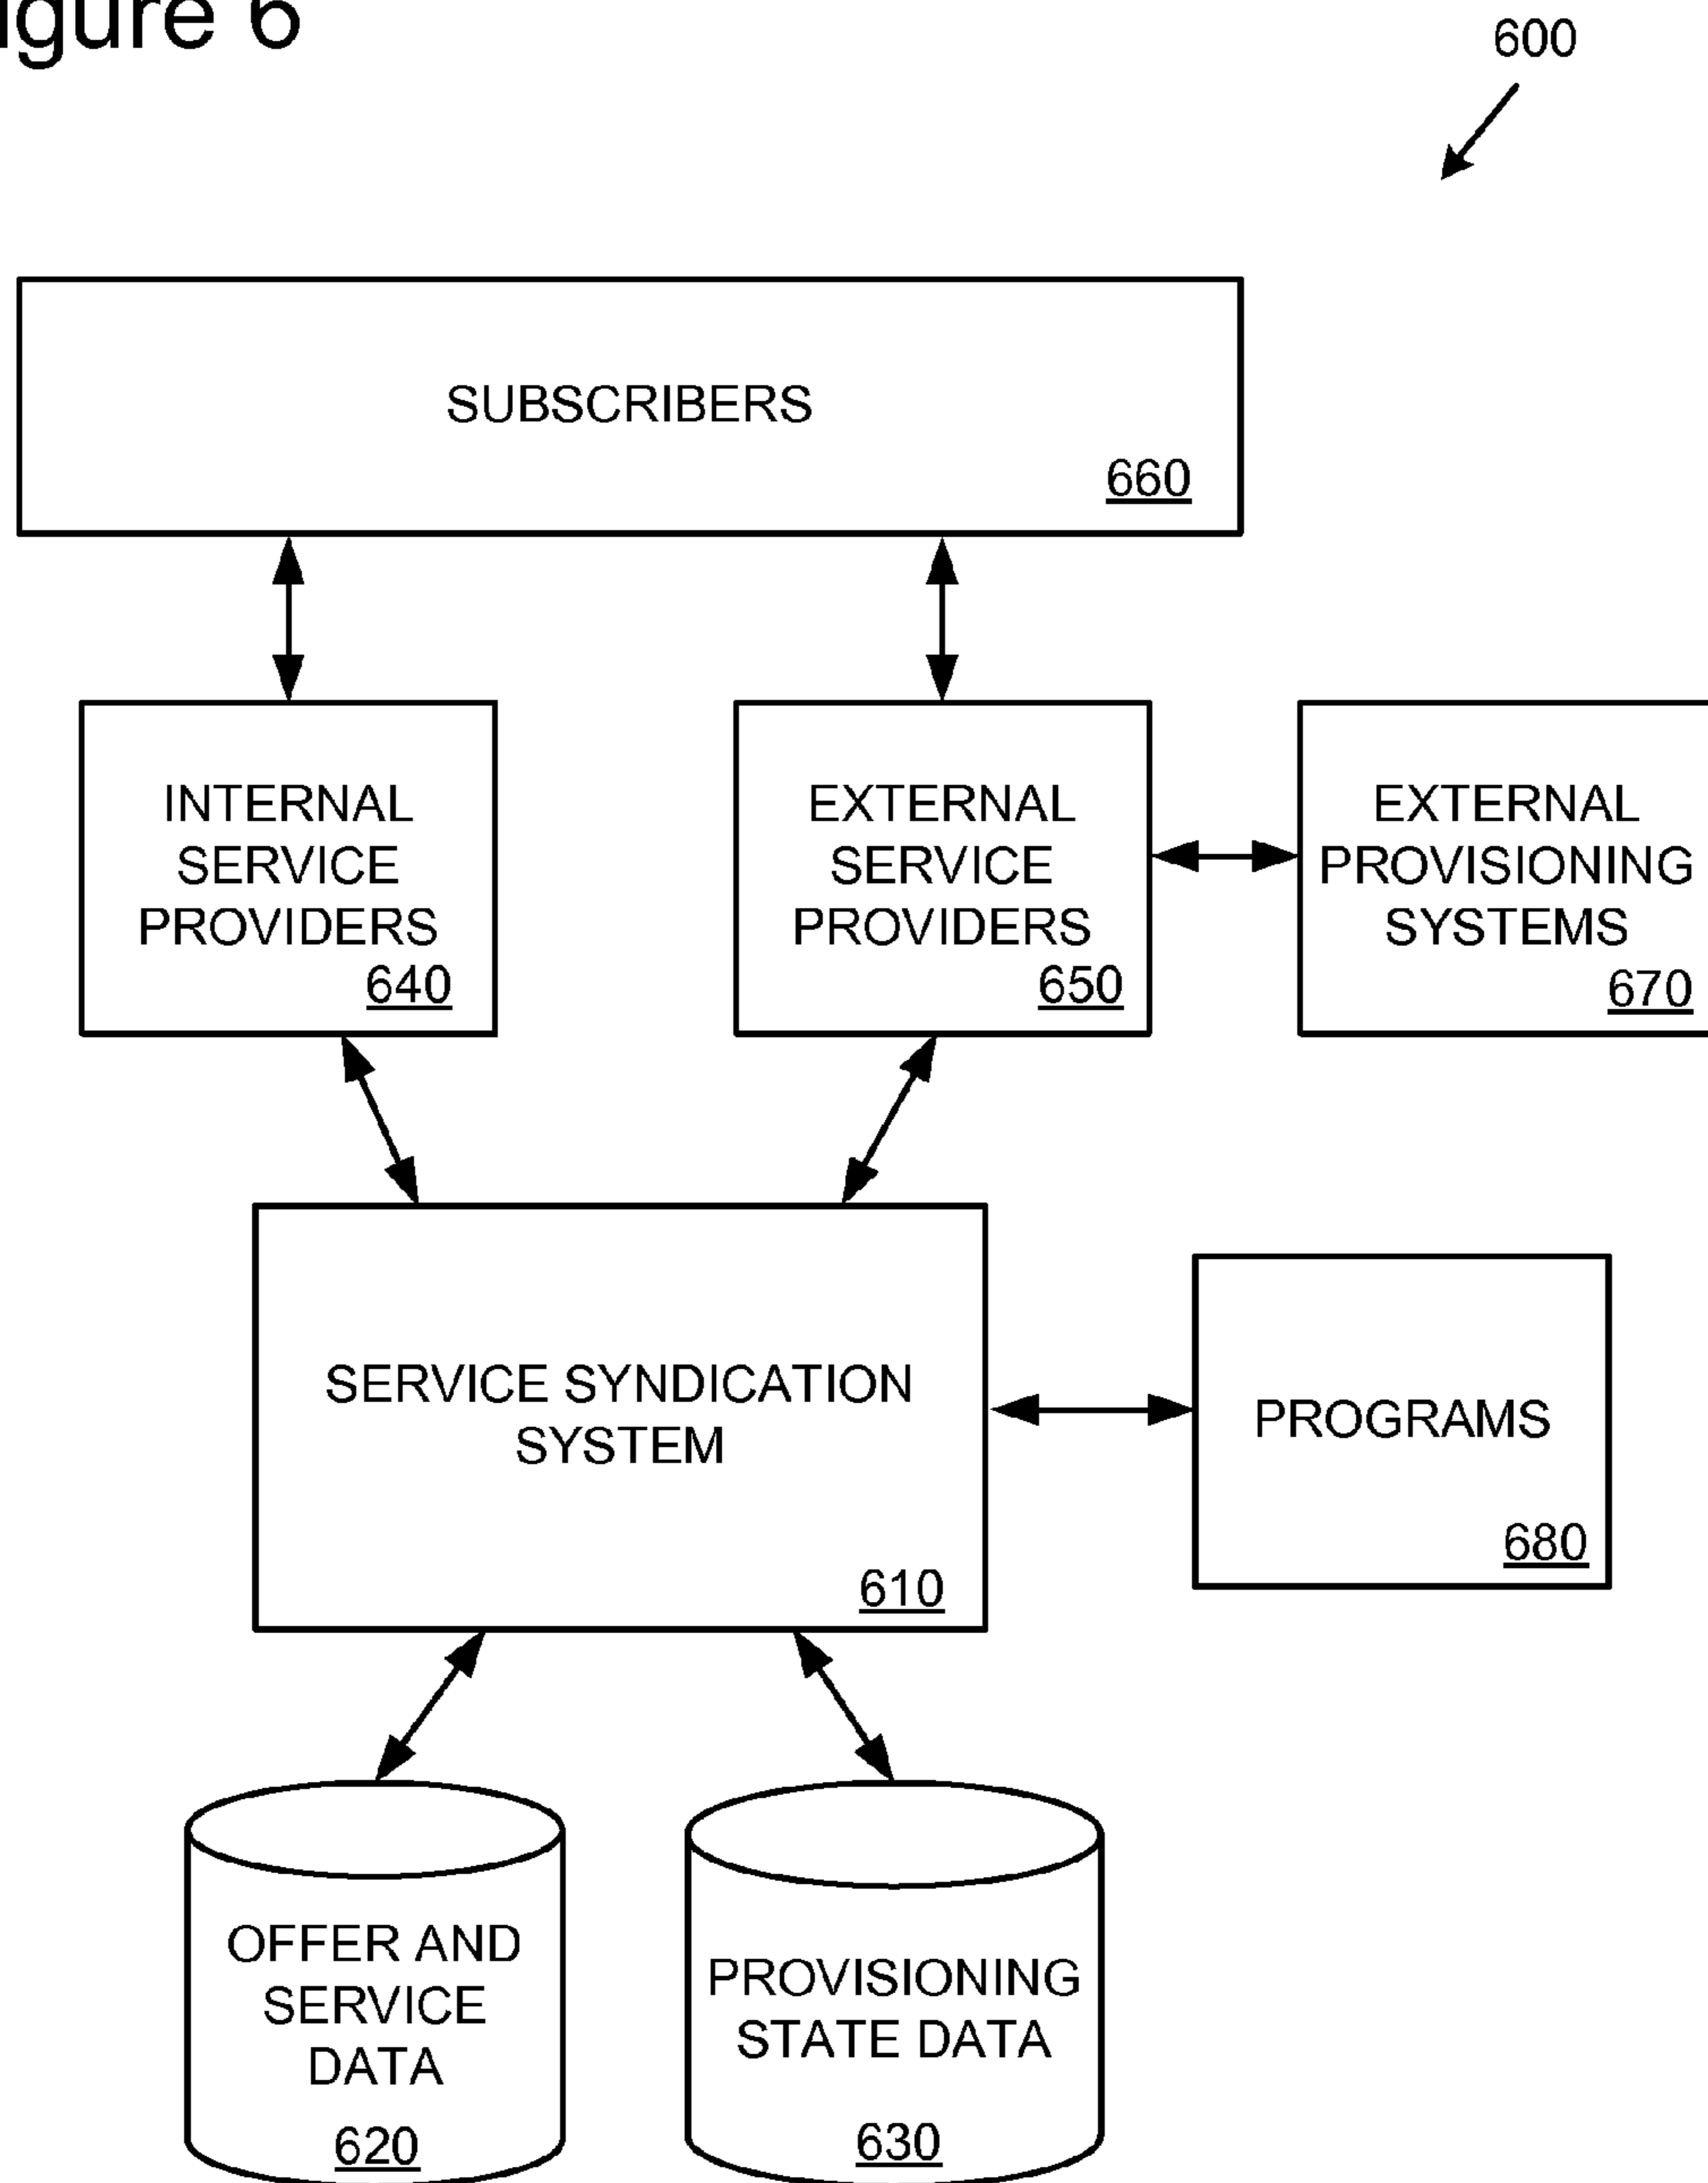 igure 6
600
SUBSCRIBERS
660
INTERNAL
SERVICE
PROVIDERS
640
EXTERNAL
SERVICE
PROVIDERS
650
EXTERNAL
PROVISIONING
SYSTEMS
670
SERVICE SYNDICATION
SYSTEM
610
PROGRAMS
680
OFFER AND
SERVICE
DATA
620
PROVISIONING
STATE DATA
630